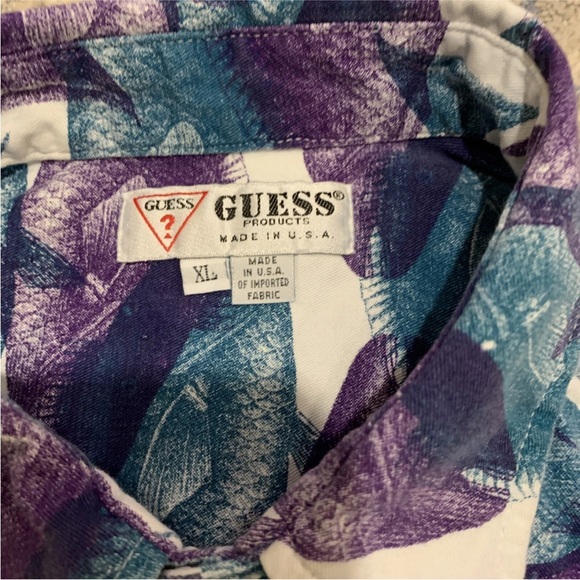 GUESS
?
GUESS®
PRODUCTS
MADE IN U.S.A.
XL
MADE
IN U.S.A.
OF IMPORTED
FABRIC